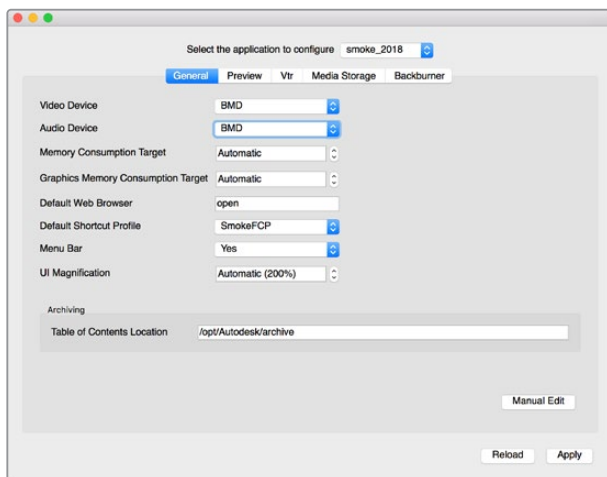 Select the application to configure smoke_2018
General Preview Vtr Media Storage Backburner
Video Device BMD
Audio Device BMD
Memory Consumption Target Automatic
Graphics Memory Consumption Target Automatic
Default Web Browser open
Default Shortcut Profile SmokeFCP
Menu Bar Yes
UI Magnification Automatic (200%)
Archiving
Table of Contents Location /opt/Autodesk/archive
Manual Edit
Reload Apply